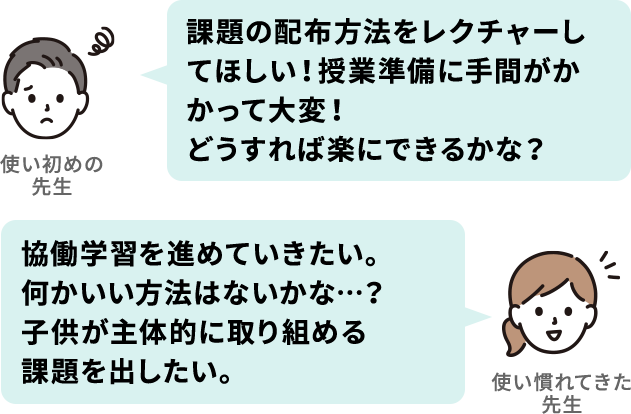 課題の配布方法をレクチャーし
てほしい！授業準備に手間がか
かって大変！
どうすれば楽にできるかな？
使い初めの
先生
協働学習を進めていきたい。
何かいい方法はないかな…？
子供が主体的に取り組める
課題を出したい。
使い慣れてきた
先生